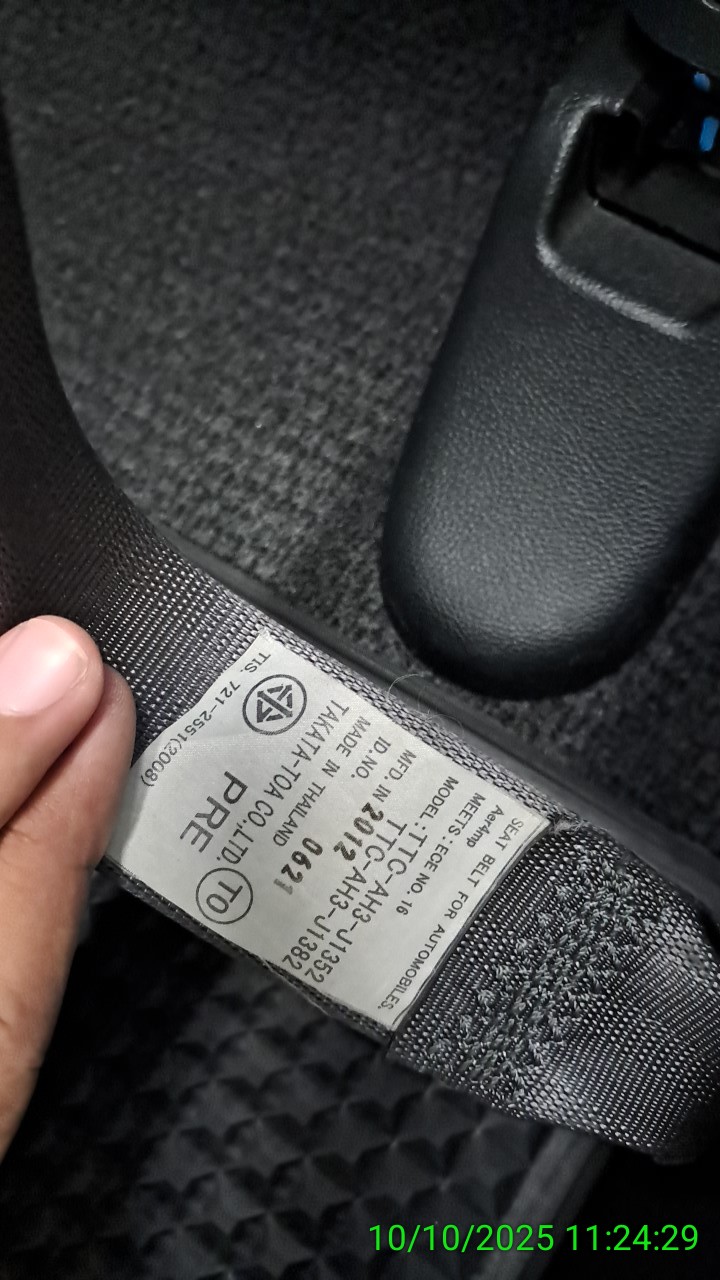 SEAT BELT FOR AUTOMOBILES.
Aer4mp
MEETS : ECE NO. 16
MODEL : TTC-AH3-J1352
TTC-AH3-J1382
MFD. IN 2012 0621
ID.NO.
MADE IN THAILAND
TAKATA-TOA CO.,LTD.
TO
PRE
TIS. 721-2551(2008)
10/10/2025 11:24:29